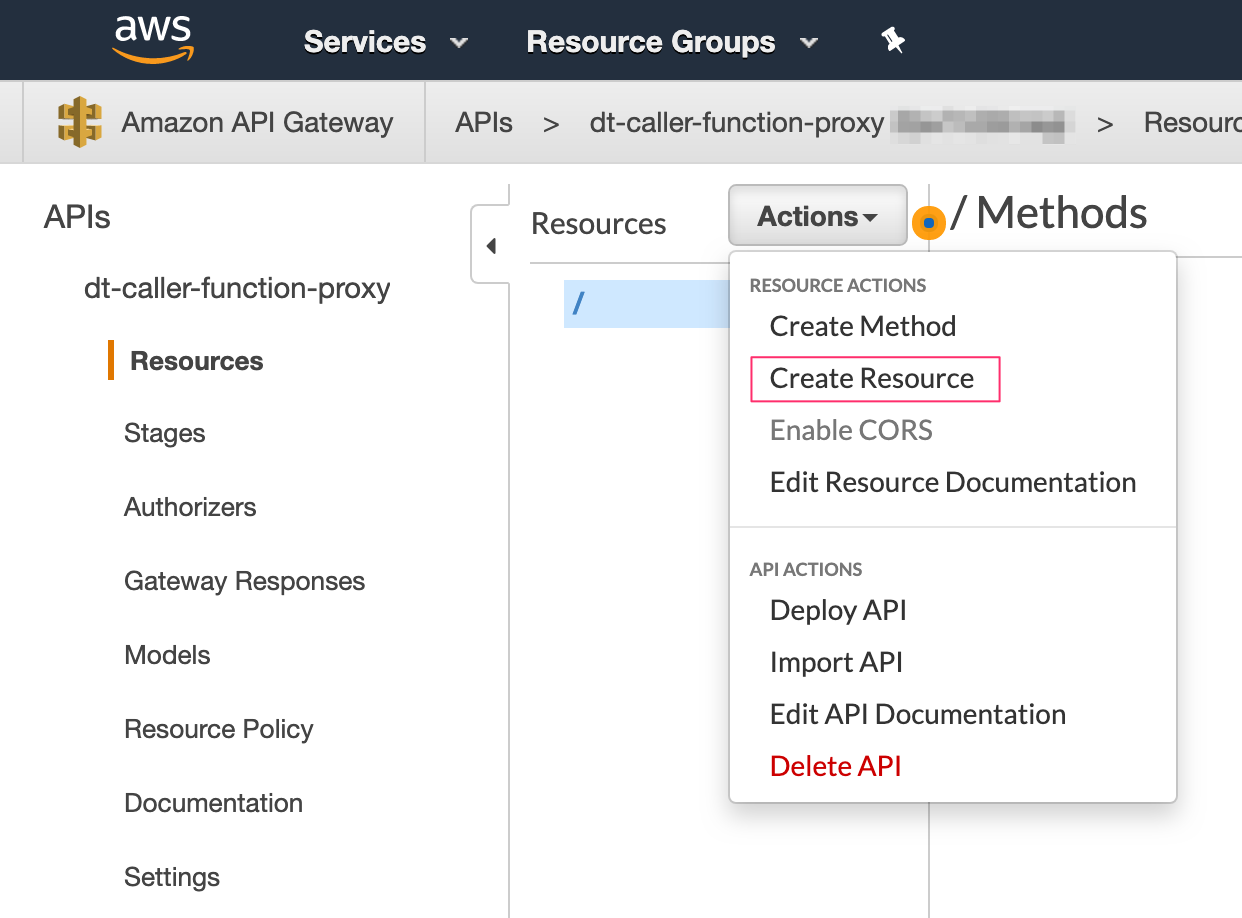 aws Services Resource Groups
Amazon API Gateway APIs > dt-caller-function-proxy > Resourc
APIs
dt-caller-function-proxy
Resources
Stages
Authorizers
Gateway Responses
Models
Resource Policy
Documentation
Settings
Resources
Actions
/ Methods
/
RESOURCE ACTIONS
Create Method
Create Resource
Enable CORS
Edit Resource Documentation
API ACTIONS
Deploy API
Import API
Edit API Documentation
Delete API